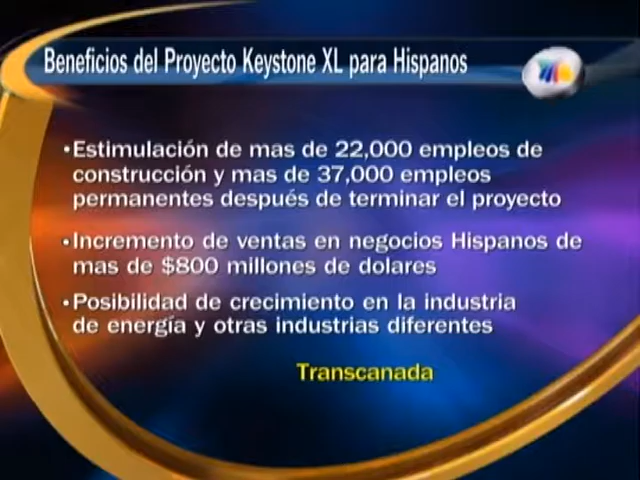 Beneficios del Proyecto Keystone XL para Hispanos
•Estimulación de mas de 22,000 empleos de
construcción y mas de 37,000 empleos
permanentes después de terminar el proyecto
•Incremento de ventas en negocios Hispanos de
mas de $800 millones de dolares
•Posibilidad de crecimiento en la industria
de energía y otras industrias diferentes
Transcanada